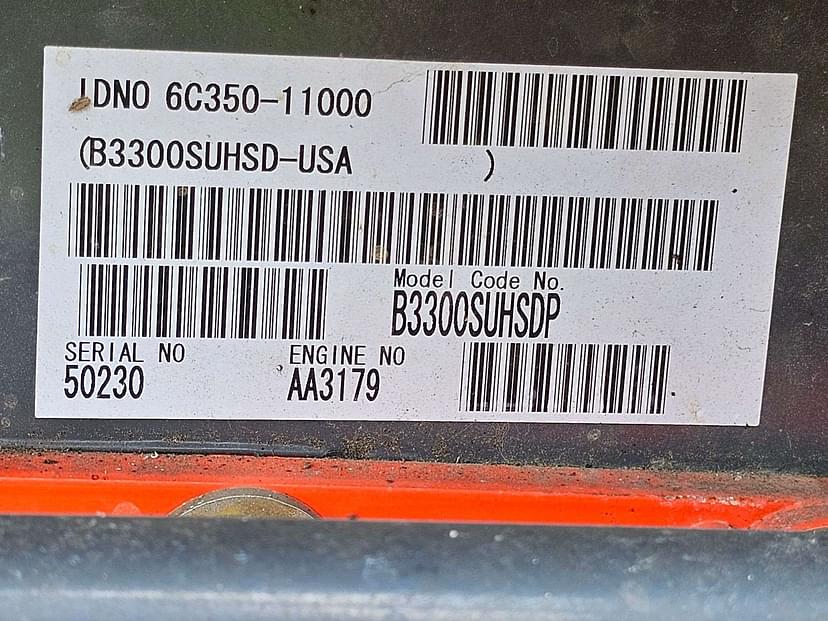 IDNO 6C350-11000
(B3300SUHSD-USA )
Model Code No.
B3300SUHSDP
SERIAL NO ENGINE NO
50230 AA3179